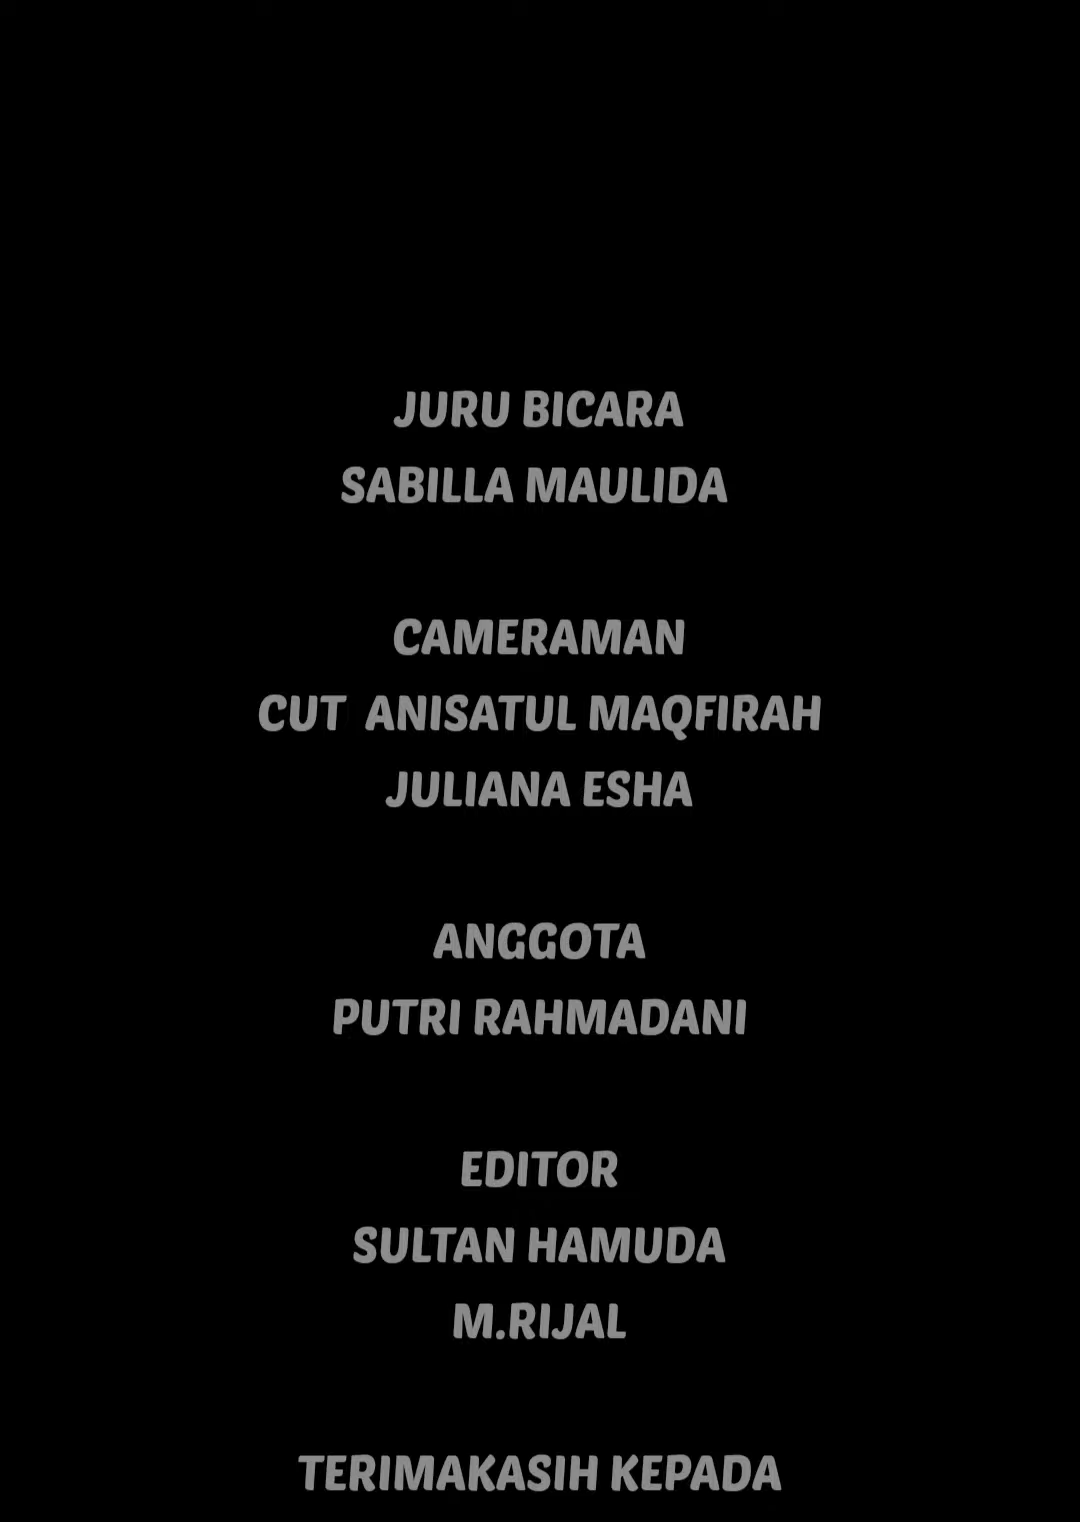 JURU BICARA
SABILLA MAULIDA
CAMERAMAN
CUT  ANISATUL MAQFIRAH
JULIANA ESHA
ANGGOTA
PUTRI RAHMADANI
EDITOR
SULTAN HAMUDA
M.RIJAL
TERIMAKASIH KEPADA